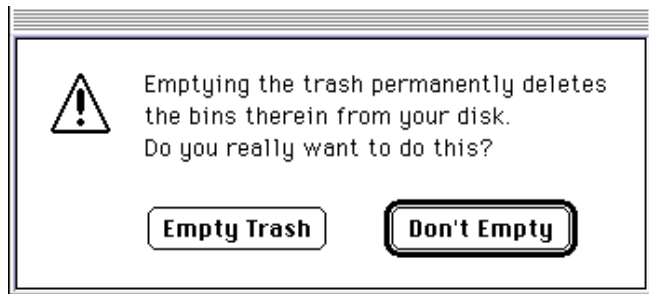 Emptying the trash permanently deletes
the bins therein from your disk.
Do you really want to do this?
Empty Trash
Don't Empty